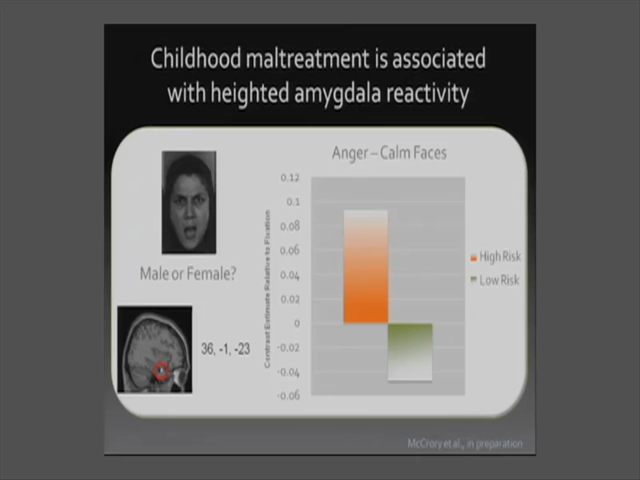 Childhood maltreatment is associated
with heighted amygdala reactivity
Anger – Calm Faces
Male or Female?
36, -1, -23
Contrast Estimate Relative to Fixation
0.12
0.1
0.08
0.06
0.04
0.02
0
-0.02
-0.04
-0.06
High Risk
Low Risk
McCrory et al., in preparation